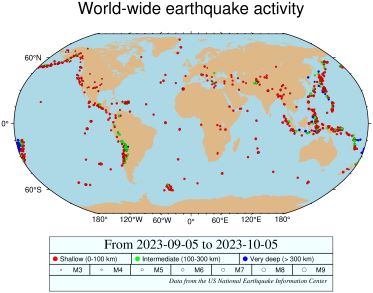 World-wide earthquake activity
60°N
0°
60°S
180° 120°W 60°W 0° 60°E 120°E 180°
From 2023-09-05 to 2023-10-05
Shallow (0-100 km) Intermediate (100-300 km) Very deep (> 300 km)
M3 M4 M5 M6 M7 M8 M9
Data from the US National Earthquake Information Center